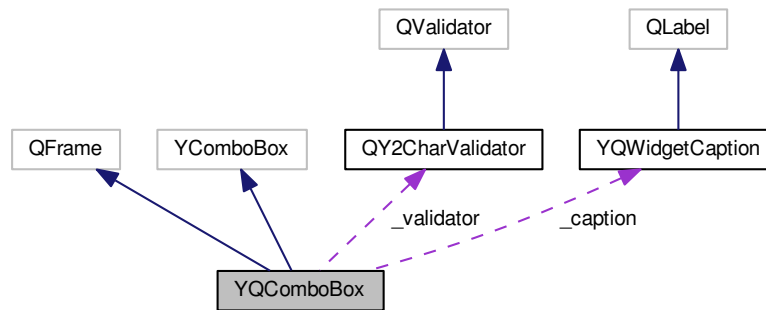 QValidator
QLabel
QFrame
YComboBox
QY2CharValidator
YQWidgetCaption
_validator
_caption
YQComboBox